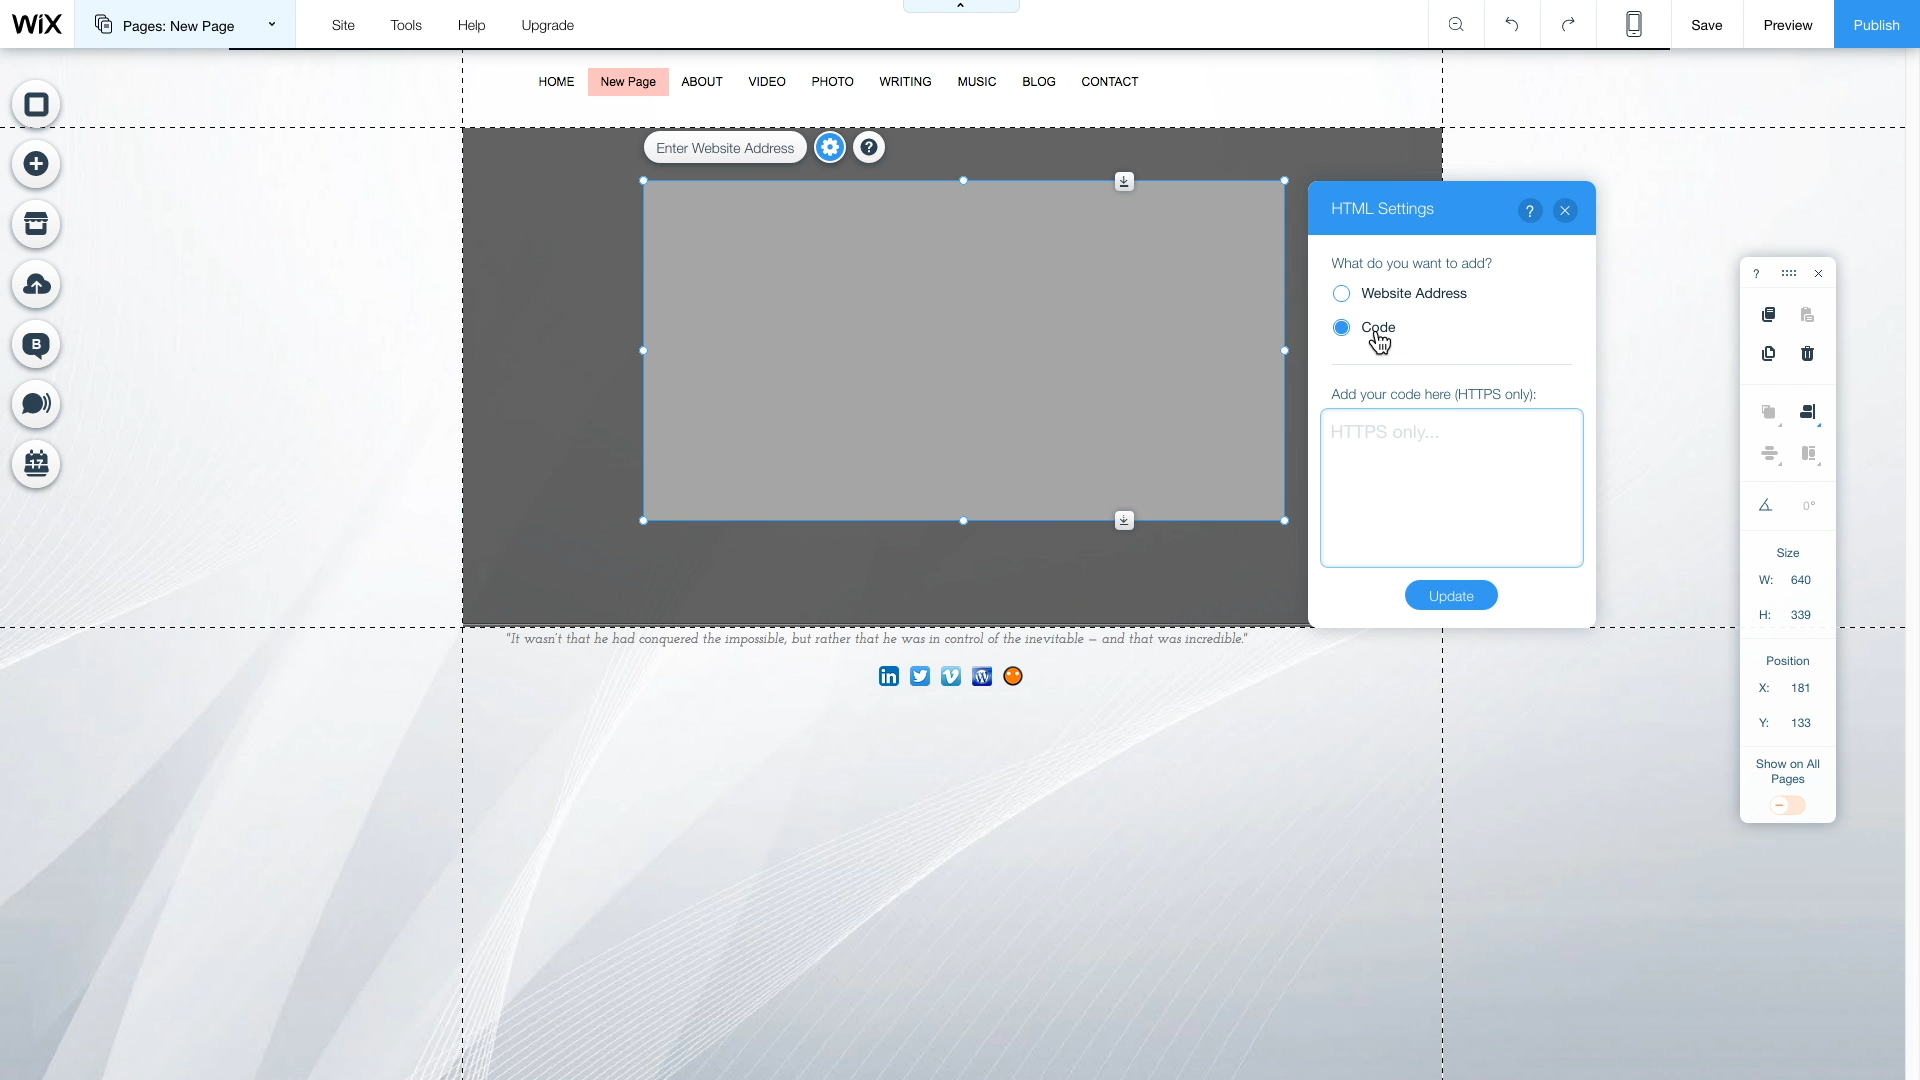 WiX
Pages: New Page
Site
Tools
Help
Upgrade
Save
Preview
Publish
HOME
New Page
ABOUT
VIDEO
PHOTO
WRITING
MUSIC
BLOG
CONTACT
Enter Website Address
?
HTML Settings
?
What do you want to add?
Website Address
Code
Add your code here (HTTPS only):
HTTPS only...
Update
?
0°
Size
W: 640
H: 339
Position
X: 181
Y: 133
Show on All
Pages
B
17
"It wasn't that he had conquered the impossible, but rather that he was in control of the inevitable – and that was incredible."
in
V
W